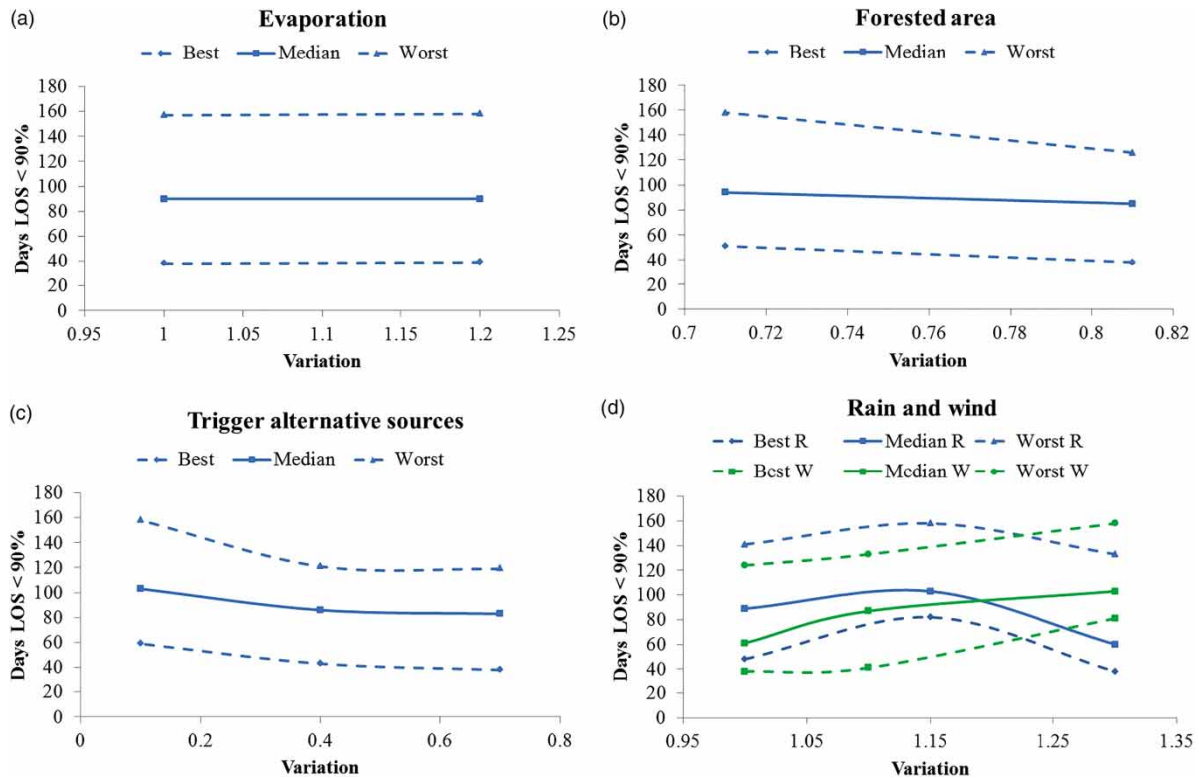 (a) Evaporation
Best Median Worst
Days LOS < 90%
180
160
140
120
100
80
60
40
20
0
0.95 1 1.05 1.1 1.15 1.2 1.25
Variation
(b) Forested area
Best Median Worst
Days LOS < 90%
180
160
140
120
100
80
60
40
20
0
0.7 0.72 0.74 0.76 0.78 0.8 0.82
Variation
(c) Trigger alternative sources
Best Median Worst
Days LOS < 90%
180
160
140
120
100
80
60
40
20
0
0 0.2 0.4 0.6 0.8
Variation
(d) Rain and wind
Best R Median R Worst R
Best W Median W Worst W
Days LOS < 90%
180
160
140
120
100
80
60
40
20
0
0.95 1.05 1.15 1.25 1.35
Variation